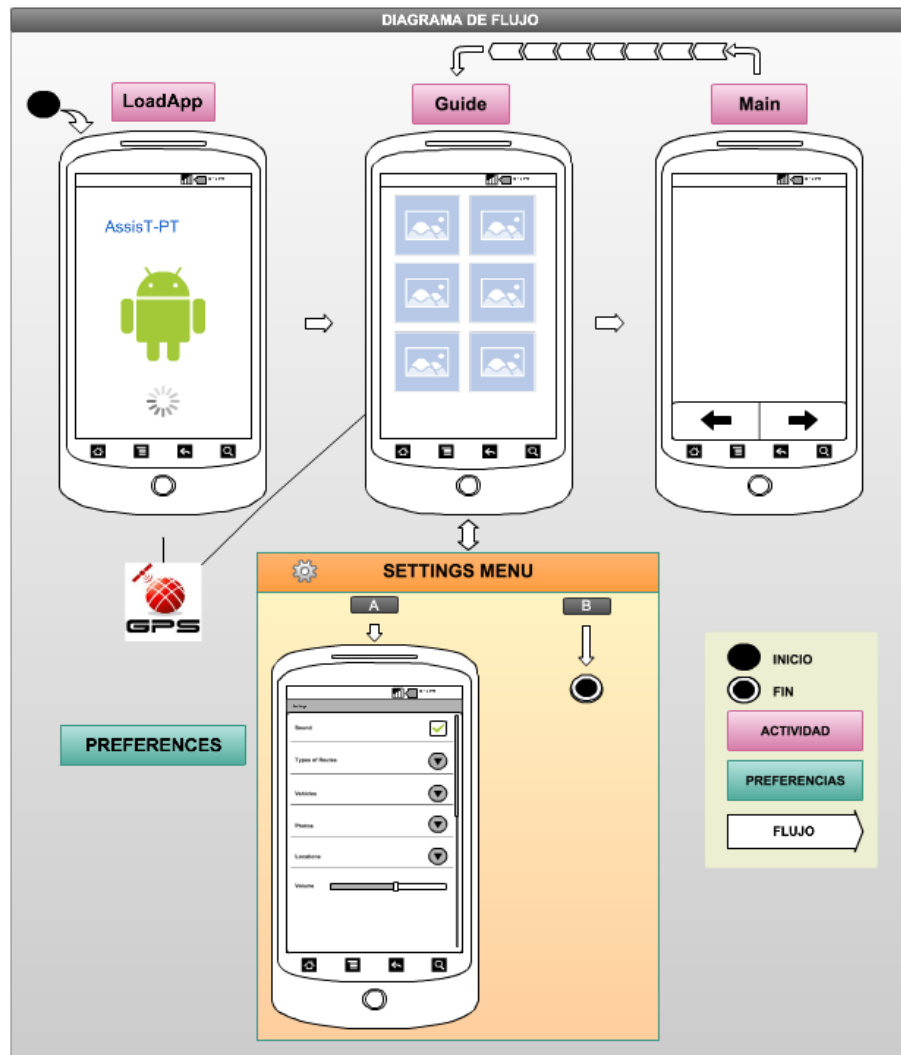 DIAGRAMA DE FLUJO
LoadApp
Guide
Main
AssisT-PT
GPS
SETTINGS MENU
A
B
Settings
Sound
Types of Routes
Vehicles
Photos
Locations
Volume
PREFERENCES
INICIO
FIN
ACTIVIDAD
PREFERENCIAS
FLUJO